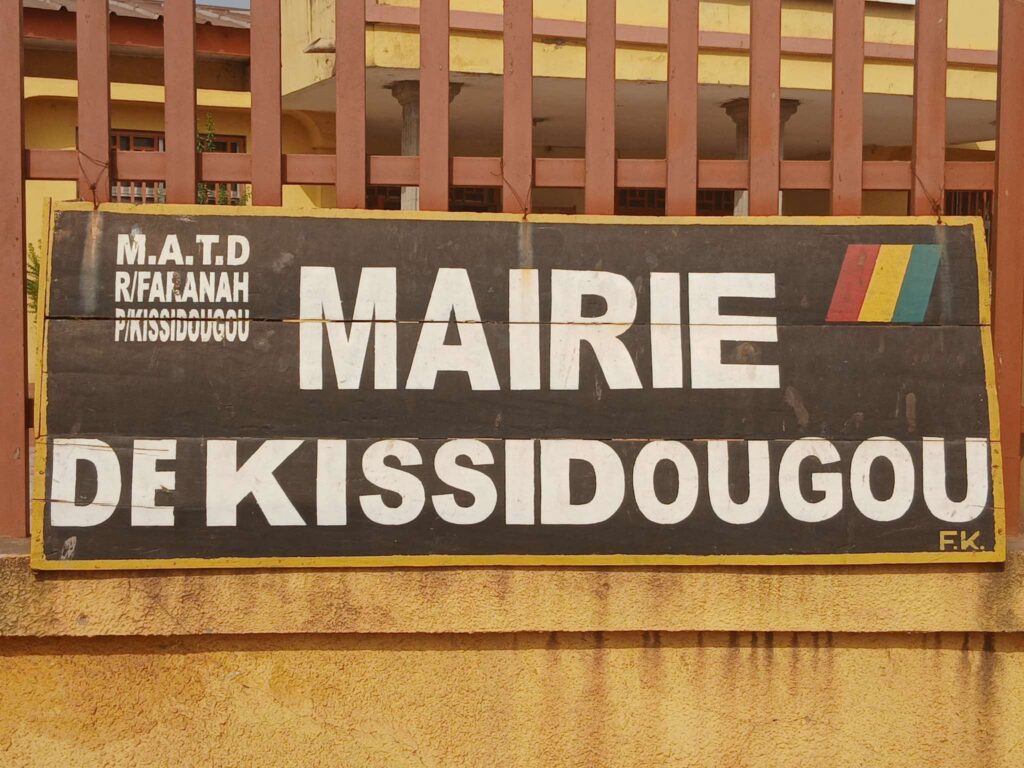 M.A.T.D
R/FARANAH
P/KISSIDOUGOU
MAIRIE
DE KISSIDOUGOU
F.K.